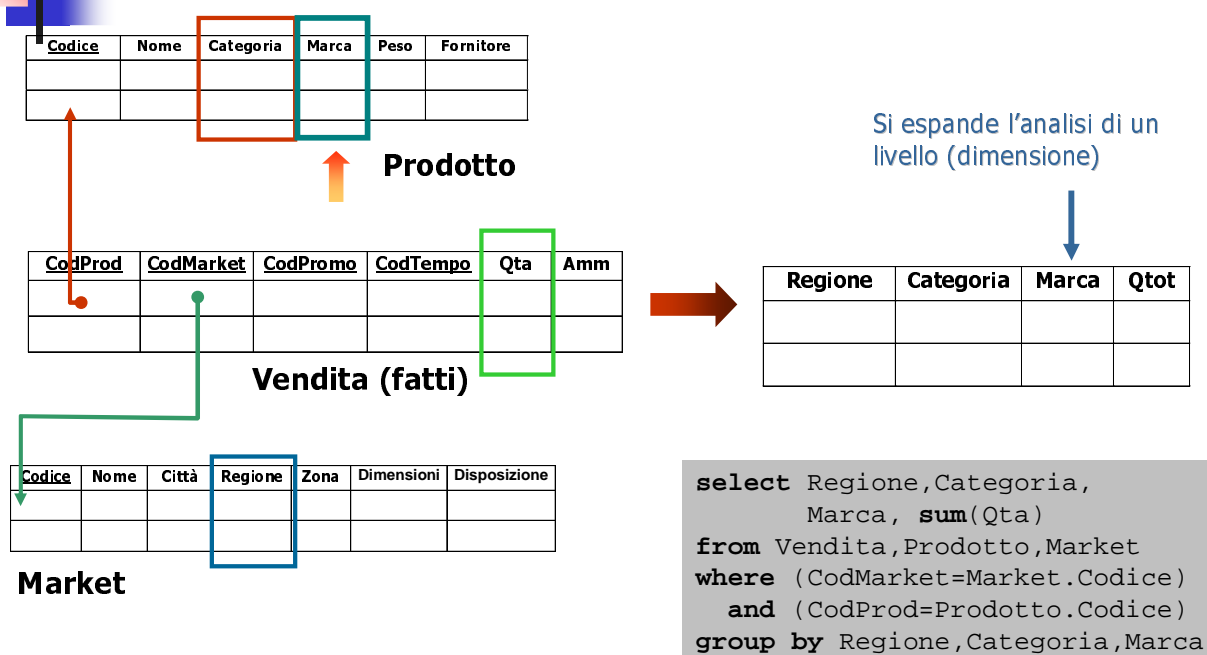 Codice Nome Categoria Marca Peso Fornitore
Prodotto
Si espande l'analisi di un
livello (dimensione)
CodProd CodMarket CodPromo CodTempo Qta Amm
Vendita (fatti)
Regione Categoria Marca Qtot
Codice Nome Città Regione Zona Dimensioni Disposizione
Market
select Regione,Categoria,
Marca, sum(Qta)
from Vendita,Prodotto,Market
where (CodMarket=Market.Codice)
and (CodProd=Prodotto.Codice)
group by Regione,Categoria,Marca